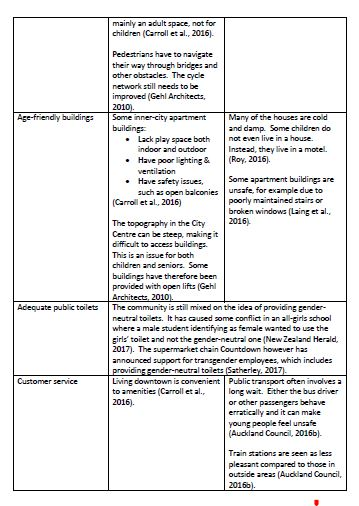 mainly an adult space, not for
children (Carroll et al., 2016).
Pedestrians have to navigate
their way through bridges and
other obstacles. The cycle
network still needs to be
improved (Gehl Architects,
2010).
Age-friendly buildings
Some inner-city apartment
buildings:
• Lack play space both
indoor and outdoor
• Have poor lighting &
ventilation
• Have safety issues,
such as open balconies
(Carroll et al., 2016)
The topography in the City
Centre can be steep, making it
difficult to access buildings.
This is an issue for both
children and seniors. Some
buildings have therefore been
provided with open lifts (Gehl
Architects, 2010).
Many of the houses are cold
and damp. Some children do
not even live in a house.
Instead, they live in a motel.
(Roy, 2016).
Some apartment buildings are
unsafe, for example due to
poorly maintained stairs or
broken windows (Laing et al.,
2016).
Adequate public toilets
The community is still mixed on the idea of providing gender-
neutral toilets. It has caused some conflict in an all-girls school
where a male student identifying as female wanted to use the
girls' toilet and not the gender-neutral one (New Zealand Herald,
2017). The supermarket chain Countdown however has
announced support for transgender employees, which includes
providing gender-neutral toilets (Satherley, 2017).
Customer service
Living downtown is convenient
to amenities (Carroll et al.,
2016).
Public transport often involves a
long wait. Either the bus driver
or other passengers behave
erratically and it can make
young people feel unsafe
(Auckland Council, 2016b).
Train stations are seen as less
pleasant compared to those in
outside areas (Auckland Council,
2016b).